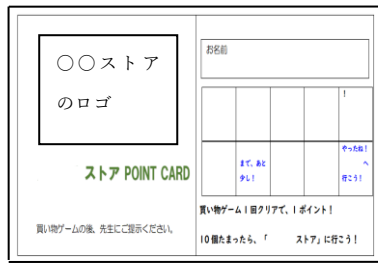 〇〇ストア
のロゴ
ストア POINT CARD
買い物ゲームの後、先生にご提示ください。
お名前
！
まで、あと
少し！
やったね！
へ
行こう！
買い物ゲーム1回クリアで、1ポイント！
10個たまったら、「　　　ストア」に行こう！